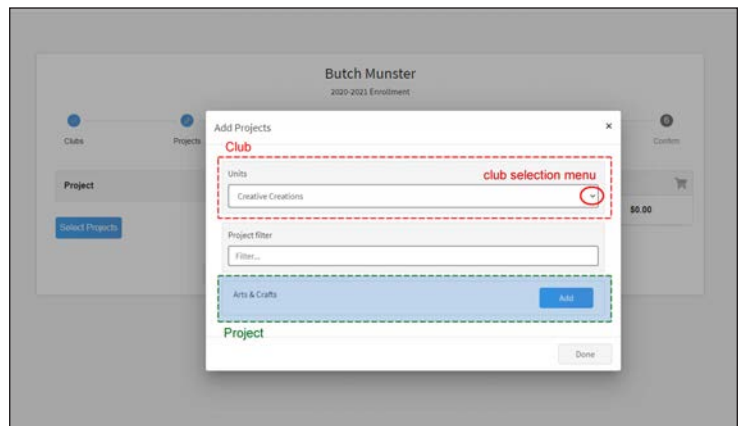 Butch Munster
2020-2021 Enrollment
Clubs
Projects
Confirm
Add Projects
×
Club
Units
club selection menu
Creative Creations
Project
$0.00
Select Projects
Project filter
Filter...
Arts & Crafts
Add
Project
Done